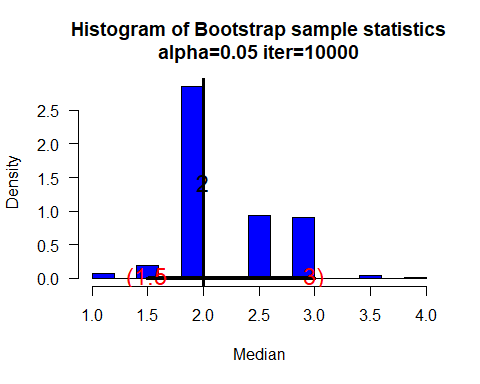 Histogram of Bootstrap sample statistics
alpha=0.05 iter=10000
Density
2.5
2.0
1.5
1.0
0.5
0.0
2
(1.5
3)
1.0 1.5 2.0 2.5 3.0 3.5 4.0
Median